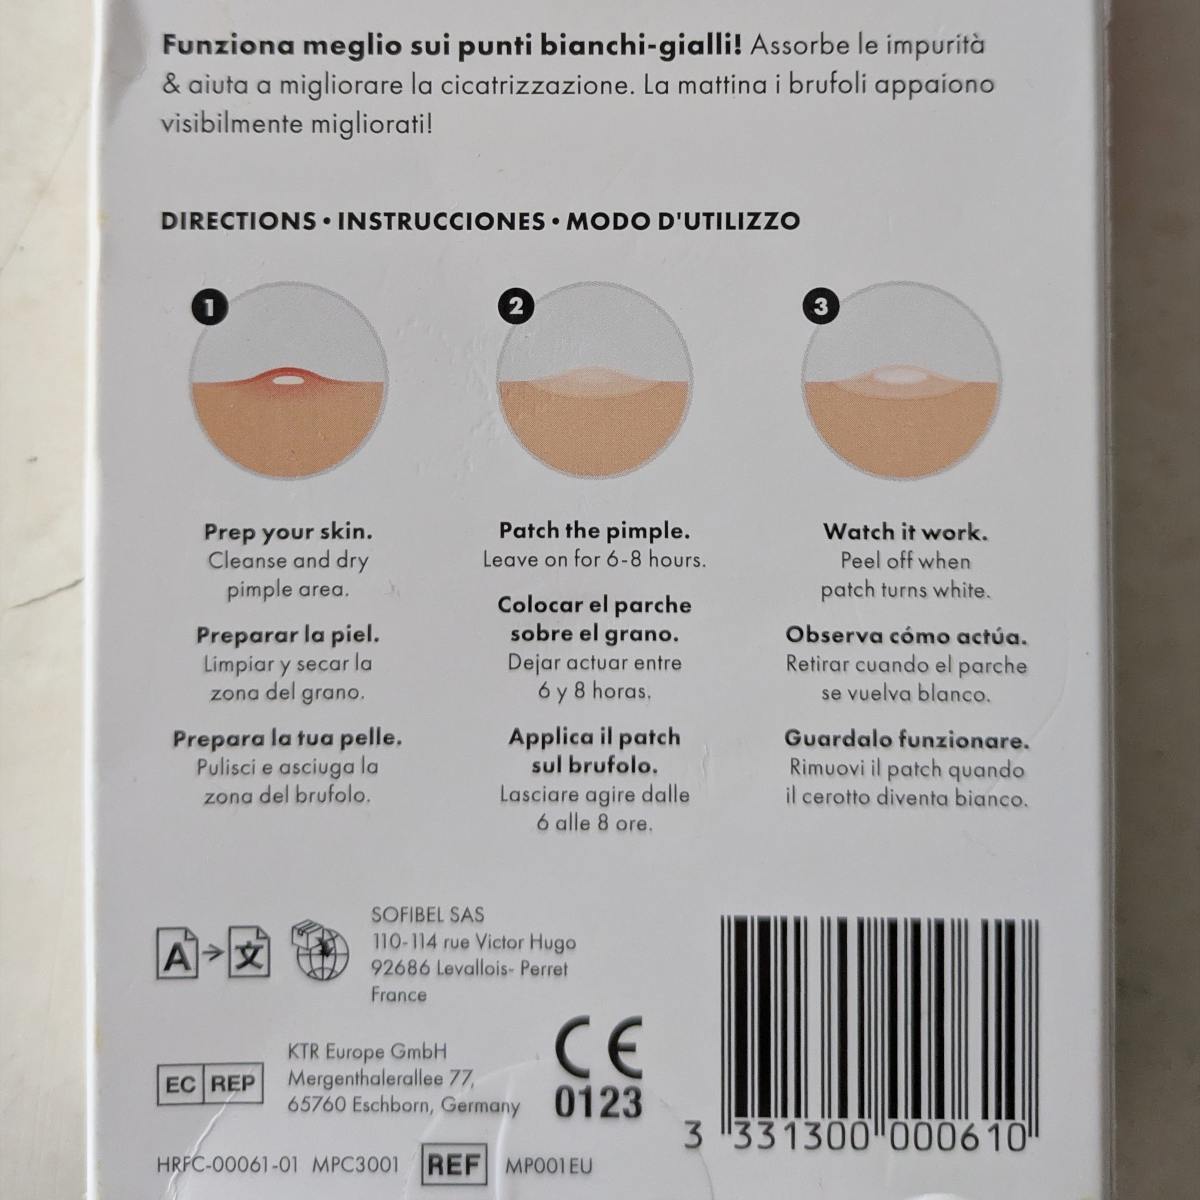 Funziona meglio sui punti bianchi-gialli! Assorbe le impurità
& aiuta a migliorare la cicatrizzazione. La mattina i brufoli appaiono
visibilmente migliorati!
DIRECTIONS • INSTRUCCIONES • MODO D'UTILIZZO
1
Prep your skin.
Cleanse and dry
pimple area.
Preparar la piel.
Limpiar y secar la
zona del grano.
Prepara la tua pelle.
Pulisci e asciuga la
zona del brufolo.
2
Patch the pimple.
Leave on for 6-8 hours.
Colocar el parche
sobre el grano.
Dejar actuar entre
6 y 8 horas.
Applica il patch
sul brufolo.
Lasciare agire dalle
6 alle 8 ore.
3
Watch it work.
Peel off when
patch turns white.
Observa cómo actúa.
Retirar cuando el parche
se vuelva blanco.
Guardalo funzionare.
Rimuovi il patch quando
il cerotto diventa bianco.
A→文
SOFIBEL SAS
110-114 rue Victor Hugo
92686 Levallois- Perret
France
EC REP
KTR Europe GmbH
Mergenthalerallee 77,
65760 Eschborn, Germany
CE
0123
HRFC-00061-01 MPC3001 REF MP001EU
3 331300 000610